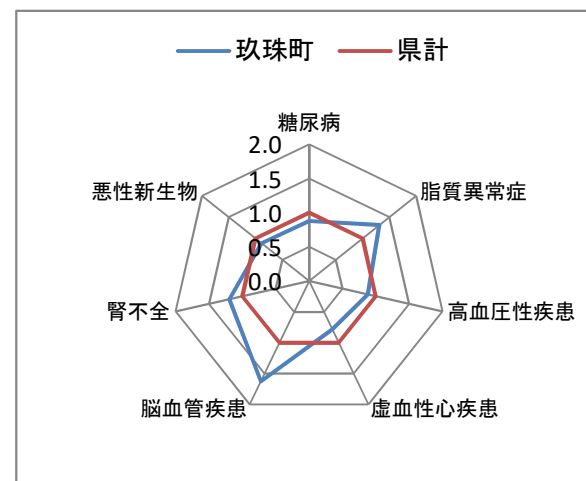 玖珠町 県計
糖尿病
2.0
1.5
1.0
0.5
0.0
脂質異常症
高血圧性疾患
虚血性心疾患
脳血管疾患
腎不全
悪性新生物